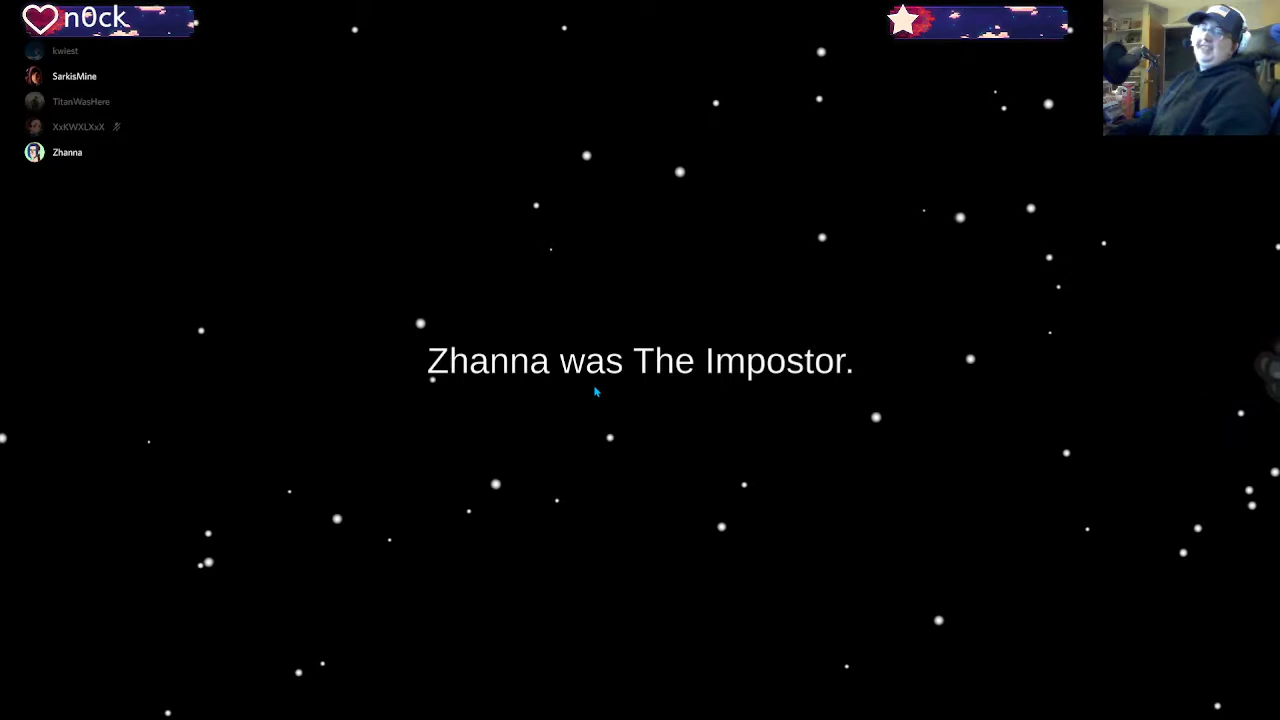 n0ck
kwiest
SarkisMine
TitanWasHere
XxKWXLXxX
Zhanna
Zhanna was The Impostor.